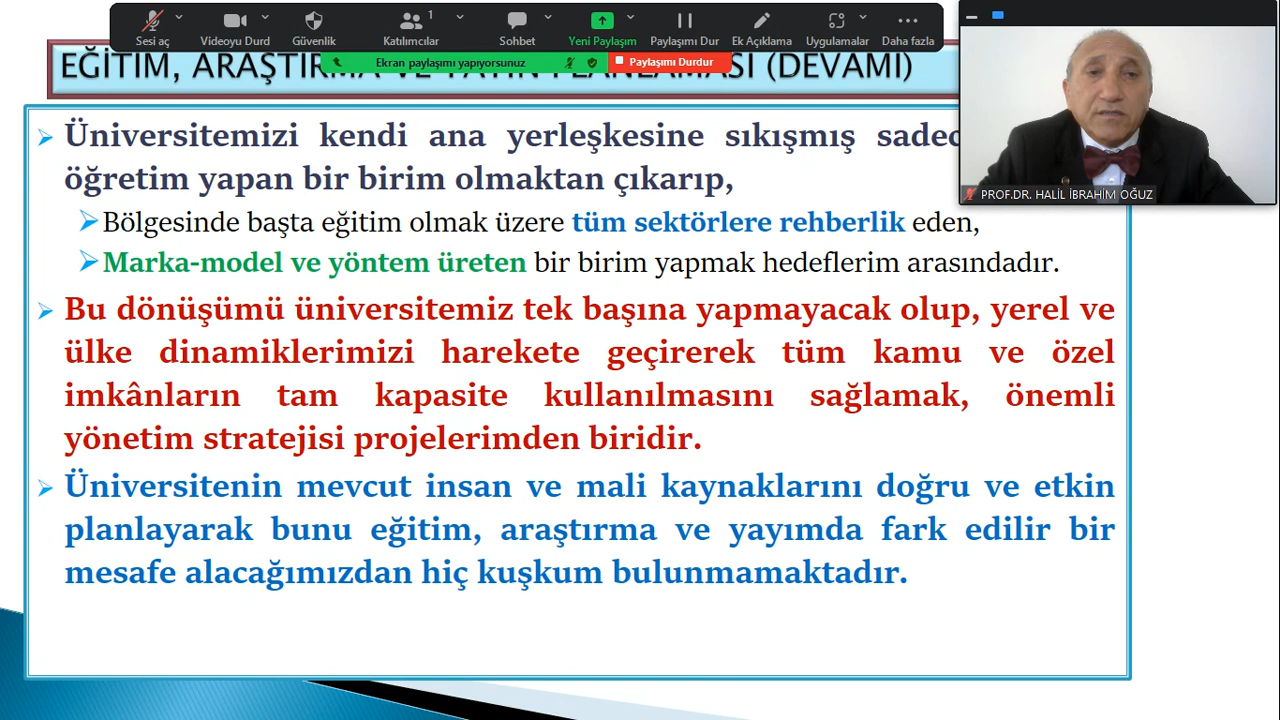 1
Sesi aç
Videoyu Durd
Güvenlik
Katılımcılar
Sohbet
Yeni Paylaşım
Paylaşımı Dur
Ek Açıklama
Uygulamalar
Daha fazla
Ekran paylaşımı yapıyorsunuz
Paylaşımı Durdur
EĞİTİM, ARAŞTIRMA VE YAYIN PLANLAMASI (DEVAMI)
PROF.DR. HALİL İBRAHİM OĞUZ
Üniversitemizi kendi ana yerleşkesine sıkışmış
öğretim yapan bir birim olmaktan çıkarıp,
Bölgesinde başta eğitim olmak üzere tüm sektörlere rehberlik eden,
Marka-model ve yöntem üreten bir birim yapmak hedeflerim arasındadır.
Bu dönüşümü üniversitemiz tek başına yapmayacak olup, yerel ve
ülke dinamiklerimizi harekete geçirerek tüm kamu ve özel
imkânların tam kapasite kullanılmasını sağlamak, önemli
yönetim stratejisi projelerimden biridir.
Üniversitenin mevcut insan ve mali kaynaklarını doğru ve etkin
planlayarak bunu eğitim, araştırma ve yayımda fark edilir bir
mesafe alacağımızdan hiç kuşkum bulunmamaktadır.